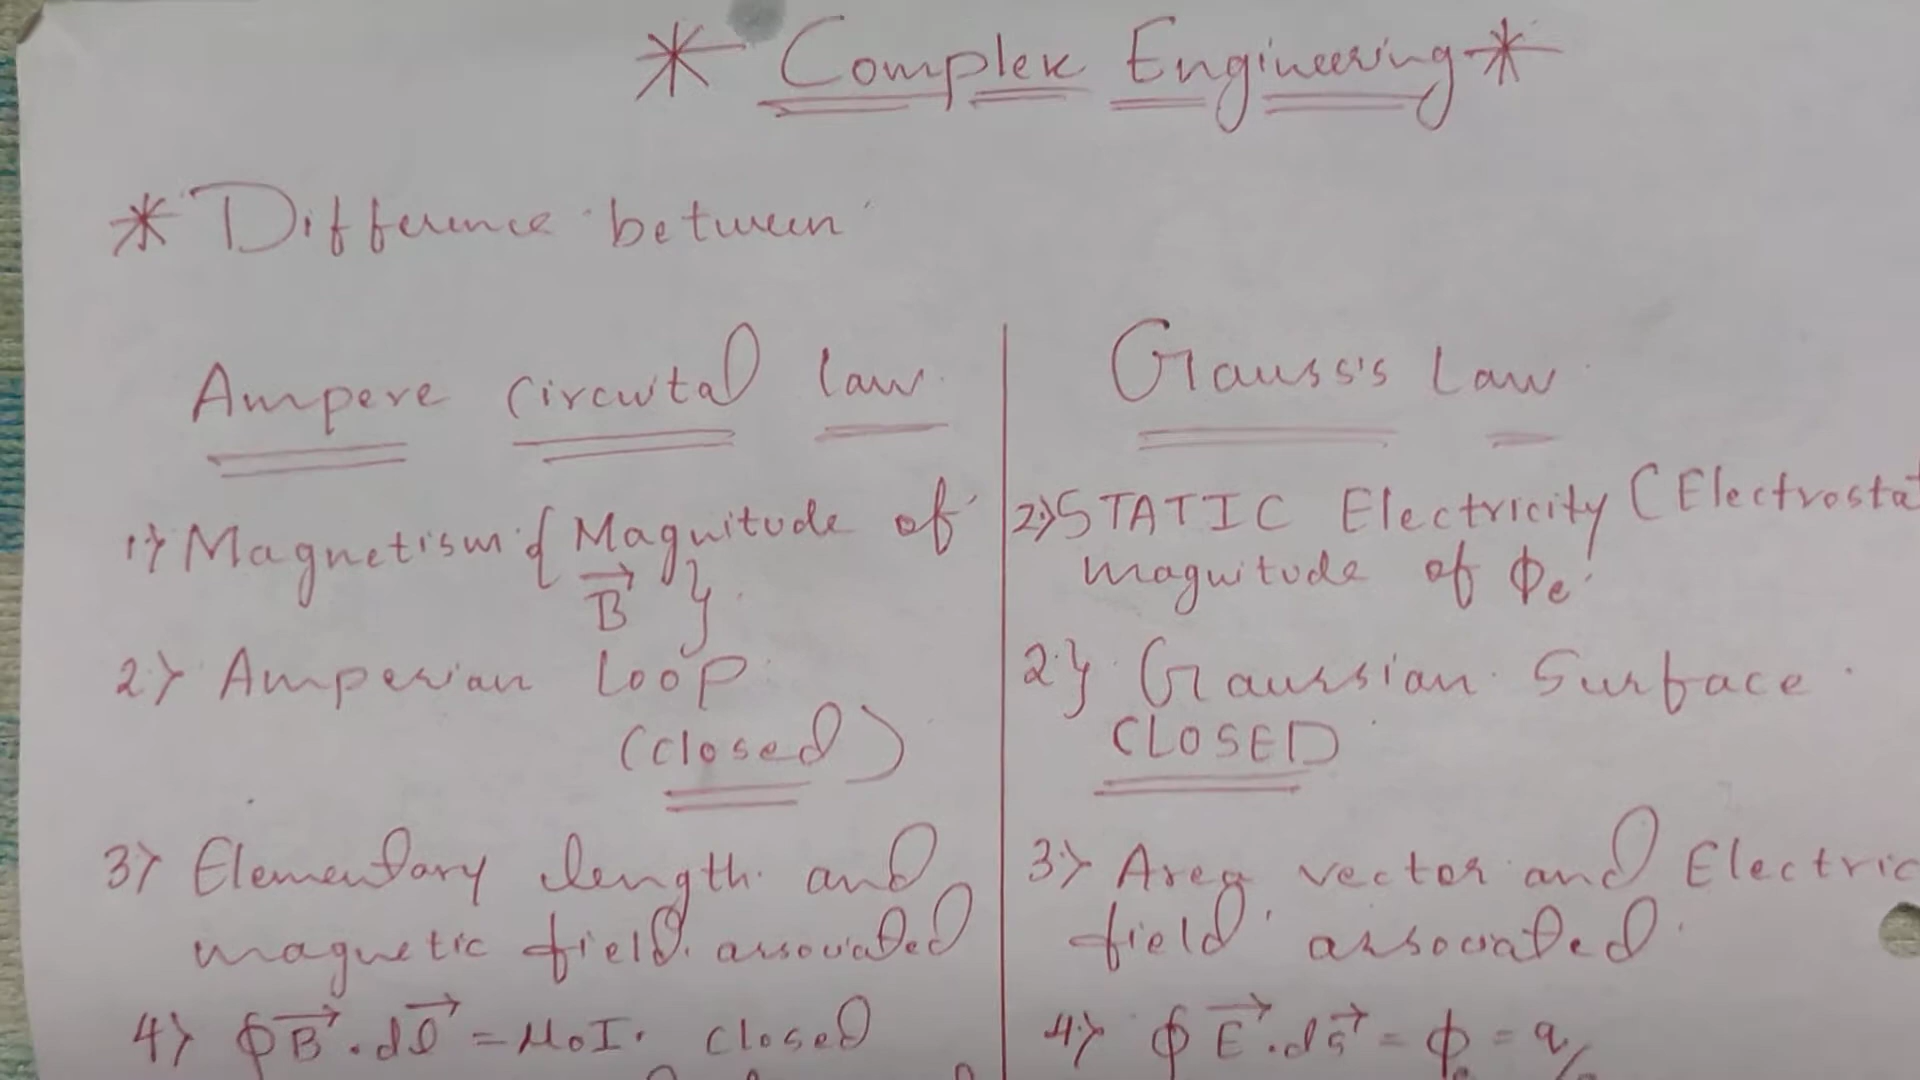 * Complex Engineering *
* Difference between
Ampere circuital law
1) Magnetism { Magnitude of
B⃗ }
2) Amperian Loop
(closed)
3) Elementary length and
magnetic field associated
4) ∮B⃗.dl⃗ = μ₀I. closed
Gauss's Law
2) STATIC Electricity (Electrostat
magnitude of ϕe
2} Gaussian Surface
CLOSED
3) Area vector and Electric
field associated
4) ∮E⃗.ds⃗ = ϕe = q/